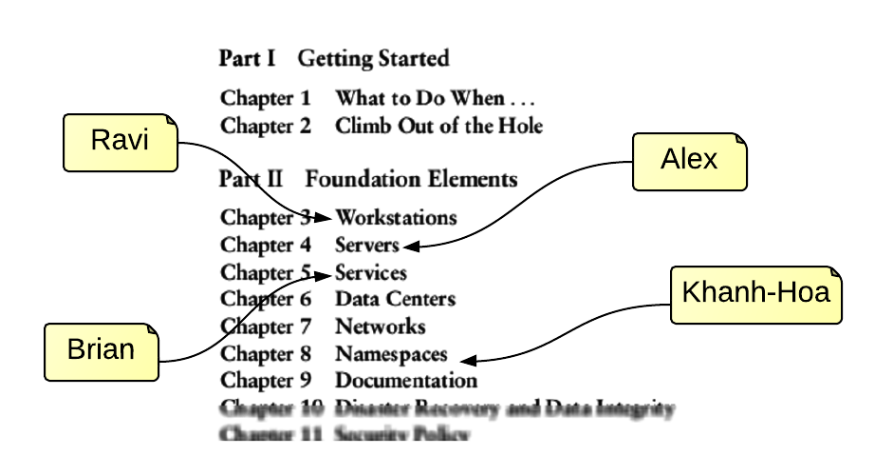 Part I Getting Started
Chapter 1 What to Do When . . .
Chapter 2 Climb Out of the Hole
Ravi
Alex
Part II Foundation Elements
Chapter 3 Workstations
Chapter 4 Servers
Chapter 5 Services
Chapter 6 Data Centers
Khanh-Hoa
Chapter 7 Networks
Brian
Chapter 8 Namespaces
Chapter 9 Documentation
Chapter 10 Disaster Recovery and Data Integrity
Chapter 11 Security Policy